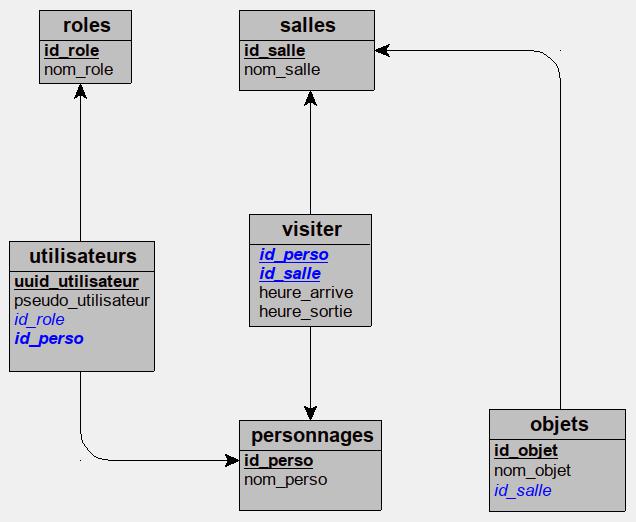 roles
id_role
nom_role
salles
id_salle
nom_salle
utilisateurs
uuid_utilisateur
pseudo_utilisateur
id_role
id_perso
visiter
id_perso
id_salle
heure_arrive
heure_sortie
personnages
id_perso
nom_perso
objets
id_objet
nom_objet
id_salle